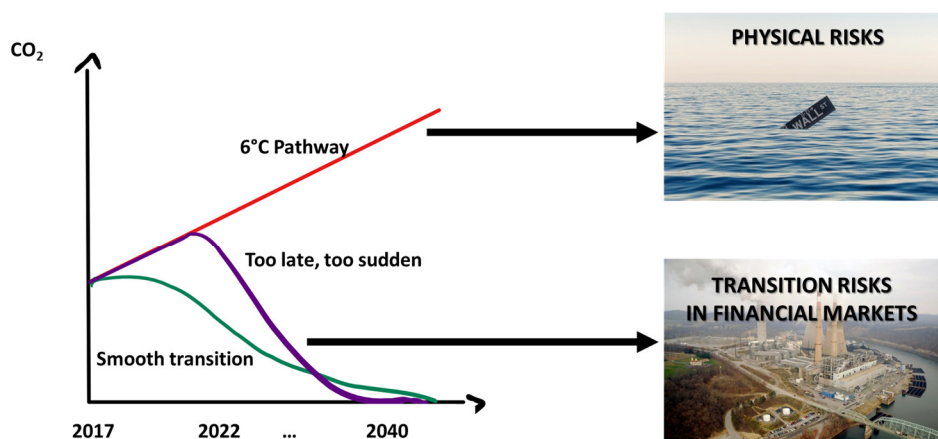 CO₂
6°C Pathway
Too late, too sudden
Smooth transition
2017 2022 ... 2040
PHYSICAL RISKS
WALL ST
TRANSITION RISKS
IN FINANCIAL MARKETS